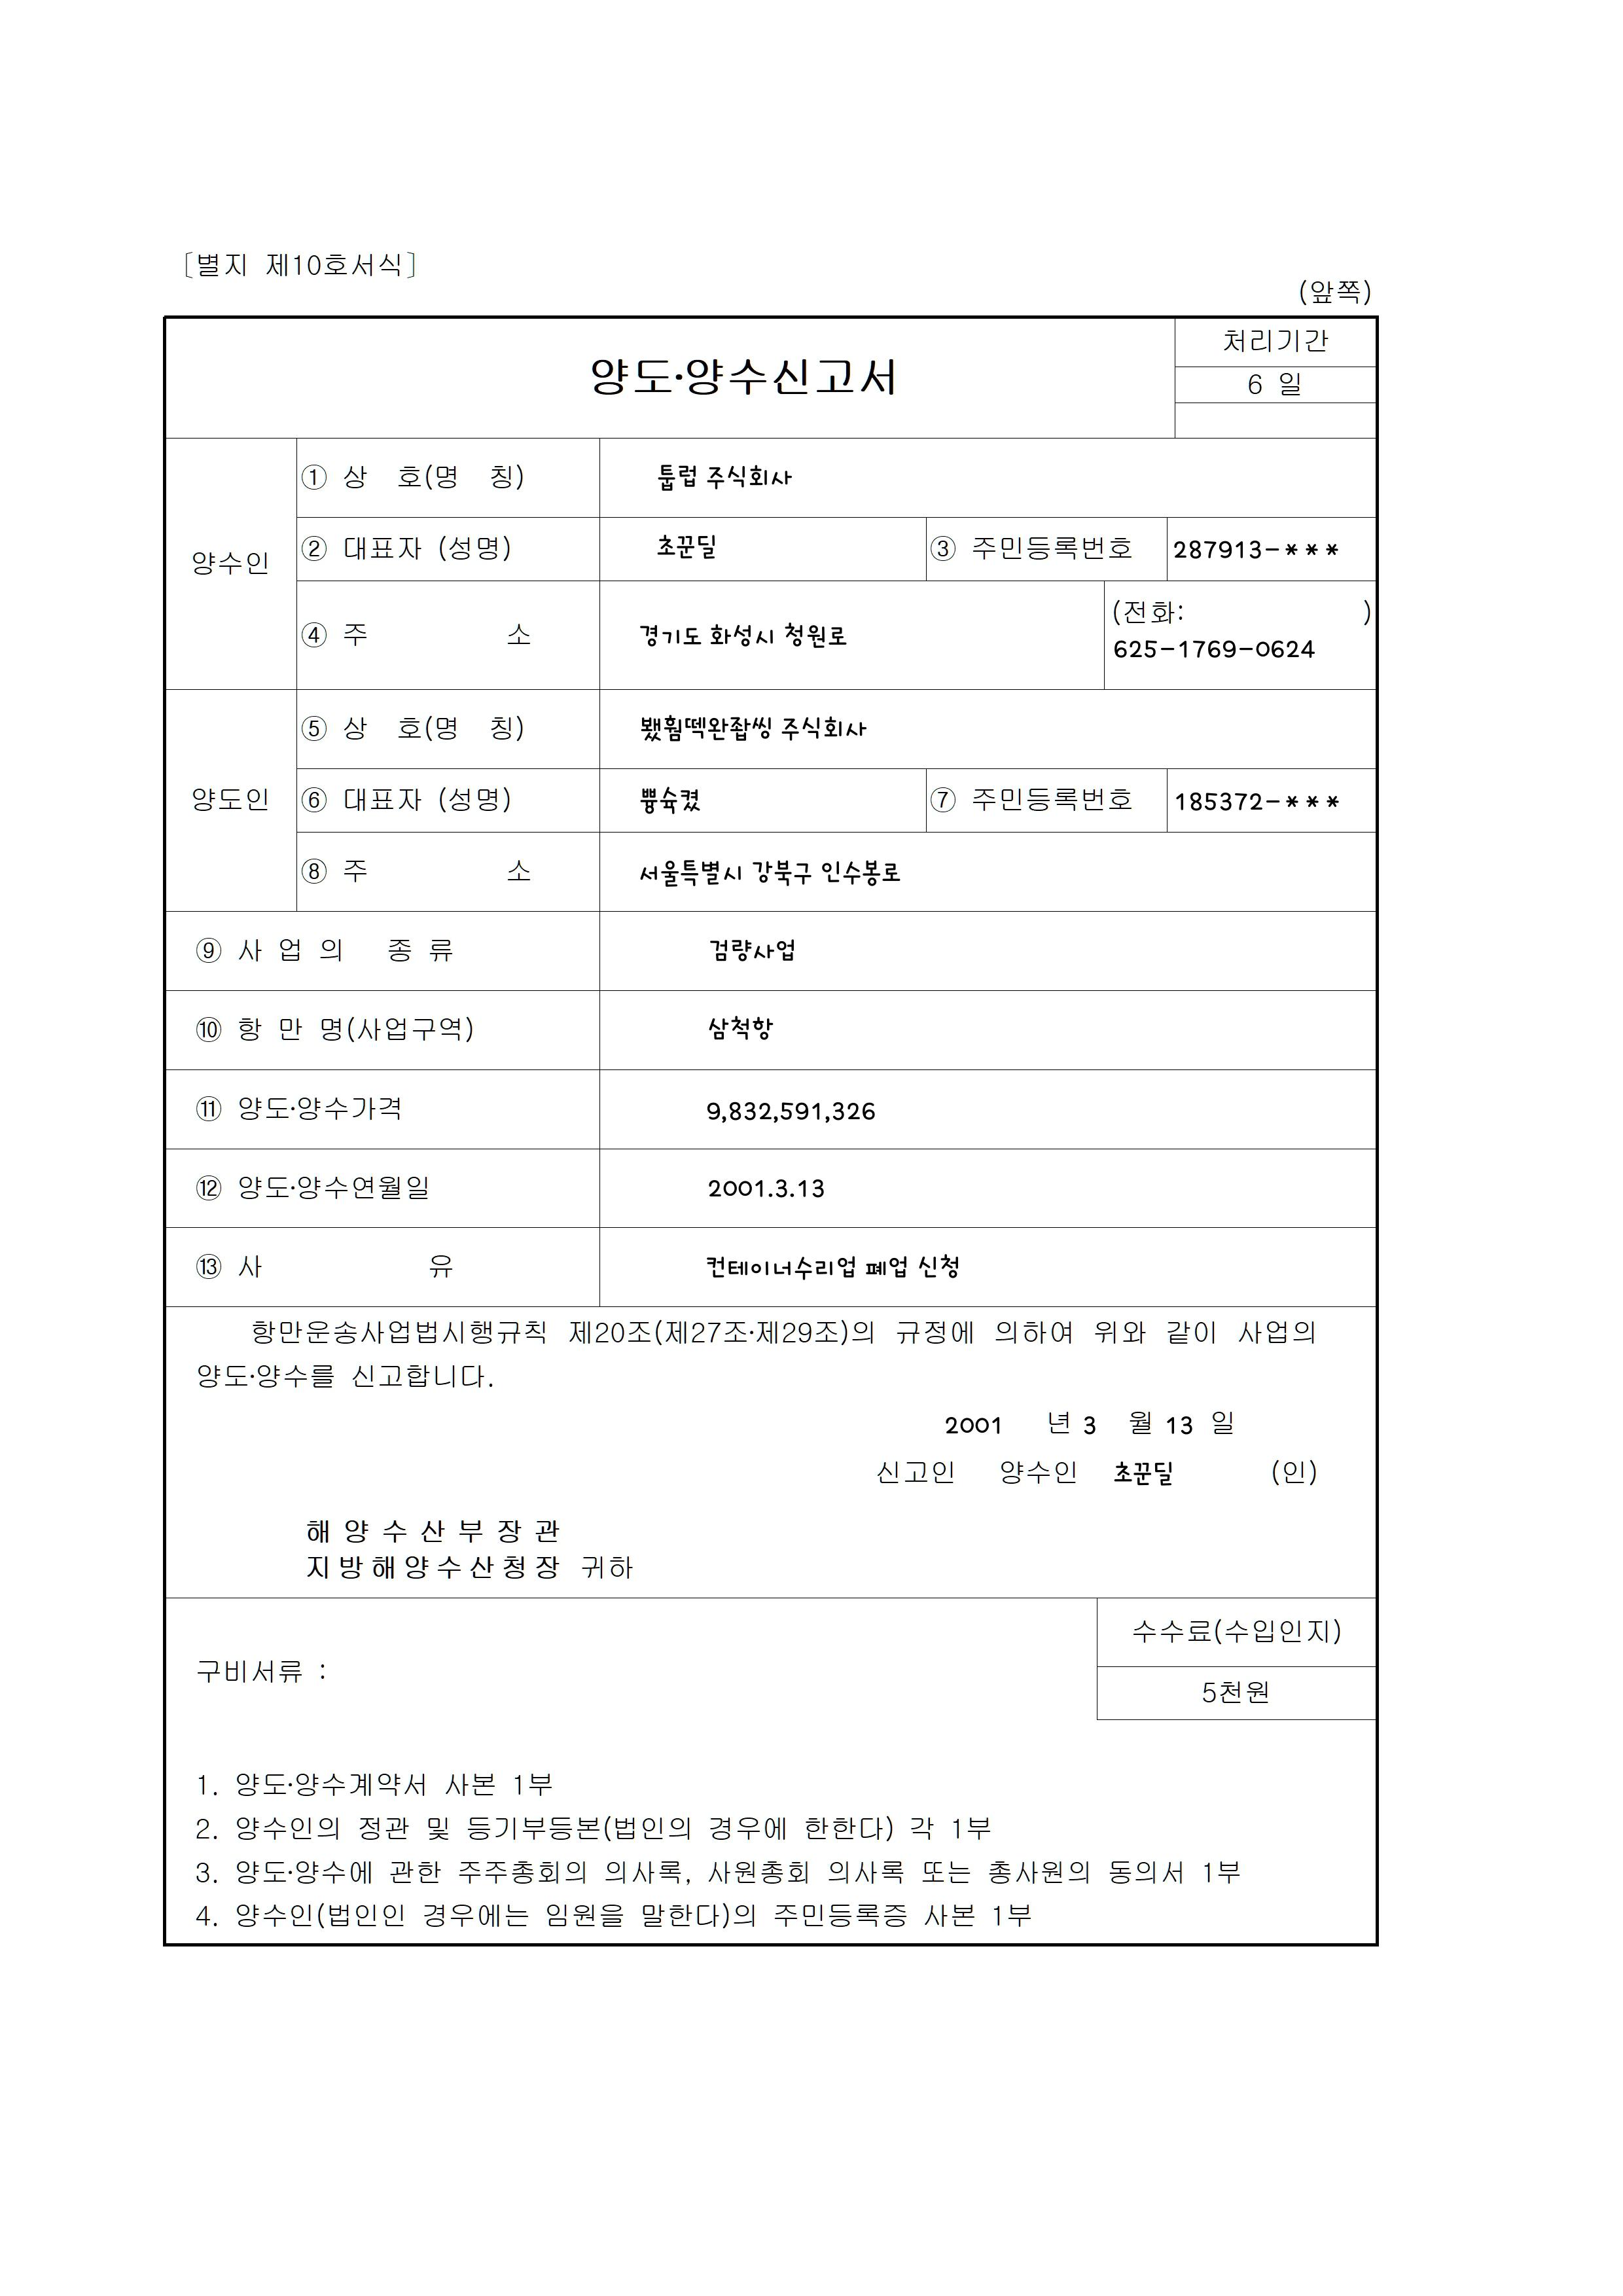 [별지 제10호서식]
(앞쪽)
양도·양수신고서
처리기간
6 일
양수인
① 상 호(명 칭)
툽럽 주식회사
② 대표자 (성명)
초꾼딜
③ 주민등록번호
287913-***
④ 주 소
경기도 화성시 청원로
(전화: )
625-1769-0624
양도인
⑤ 상 호(명 칭)
주식회사
⑥ 대표자 (성명)
⑦ 주민등록번호
185372-***
⑧ 주 소
서울특별시 강북구 인수봉로
⑨ 사 업 의 종 류
검량사업
⑩ 항 만 명(사업구역)
삼척항
⑪ 양도·양수가격
9,832,591,326
⑫ 양도·양수연월일
2001.3.13
⑬ 사 유
컨테이너수리업 폐업 신청
항만운송사업법시행규칙 제20조(제27조·제29조)의 규정에 의하여 위와 같이 사업의
양도·양수를 신고합니다.
2001 년 3 월 13 일
신고인 양수인 초꾼딜 (인)
해 양 수 산 부 장 관
지방해양수산청장 귀하
구비서류 :
수수료(수입인지)
5천원
1. 양도·양수계약서 사본 1부
2. 양수인의 정관 및 등기부등본(법인의 경우에 한한다) 각 1부
3. 양도·양수에 관한 주주총회의 의사록, 사원총회 의사록 또는 총사원의 동의서 1부
4. 양수인(법인인 경우에는 임원을 말한다)의 주민등록증 사본 1부